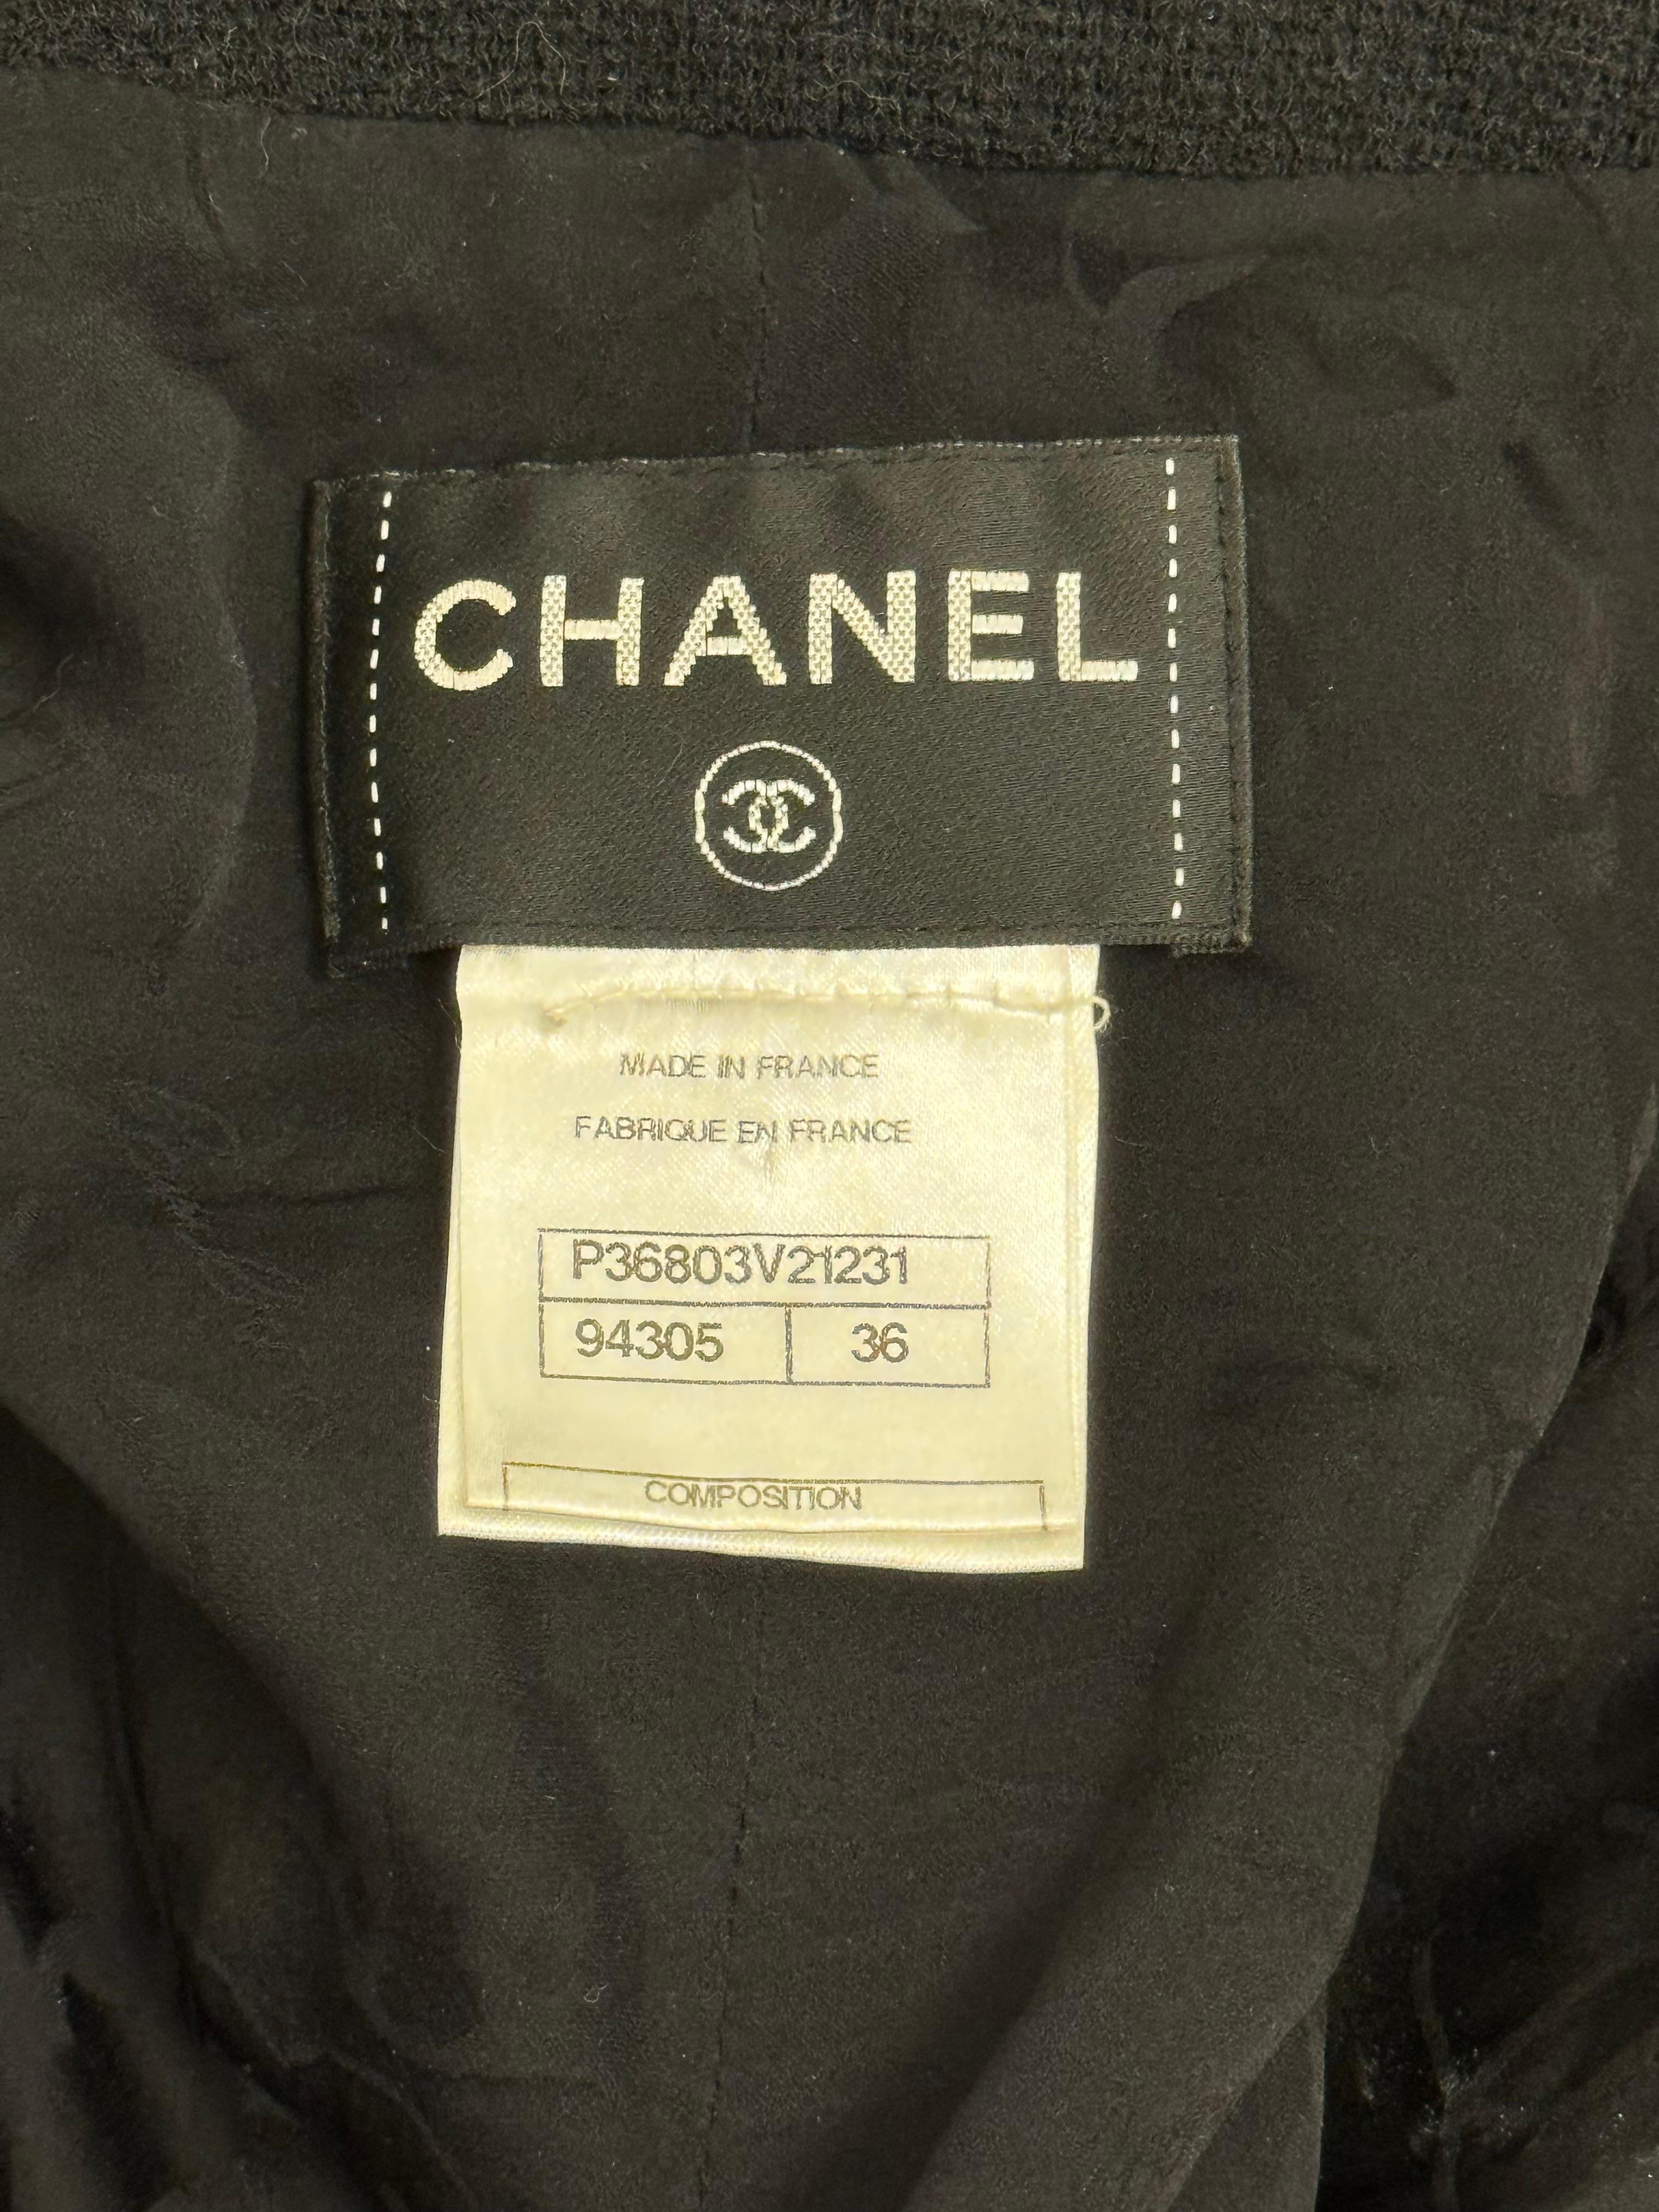 CHANEL
MADE IN FRANCE
FABRIQUE EN FRANCE
P36803V21231
94305 36
COMPOSITION